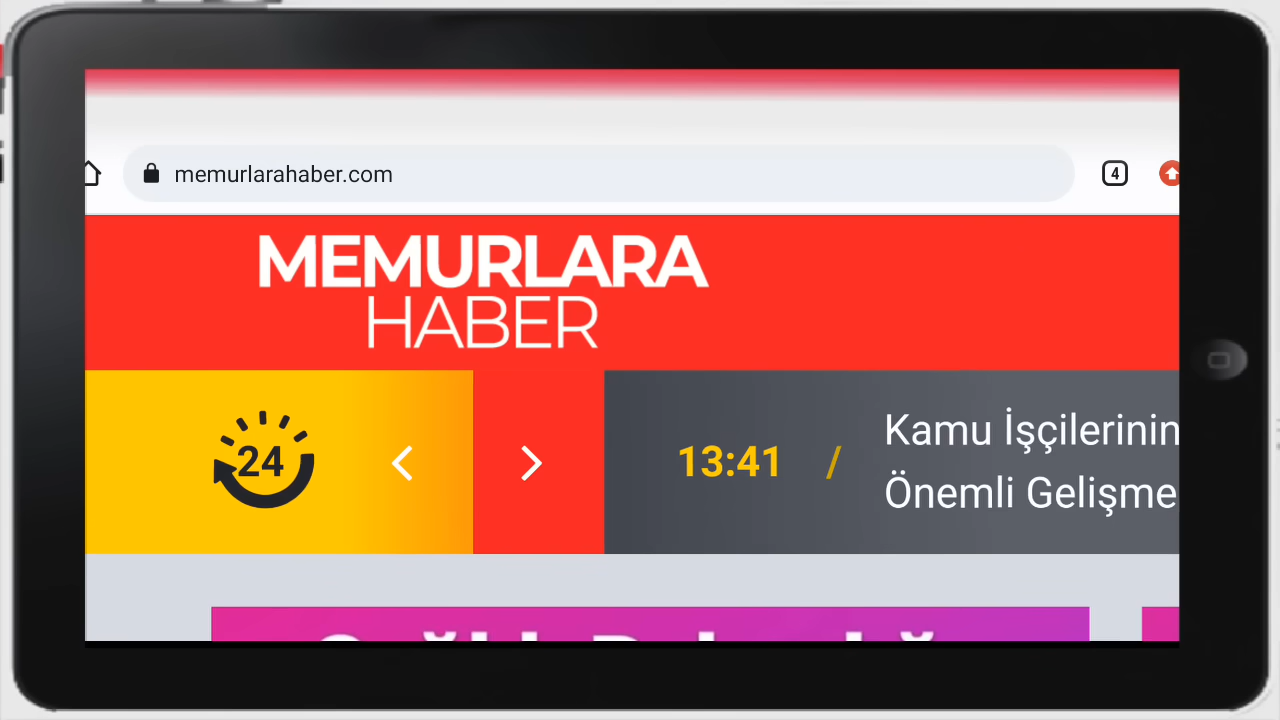 memurlarahaber.com
4
MEMURLARA
HABER
24
13:41 /
Kamu İşçilerinin
Önemli Gelişme